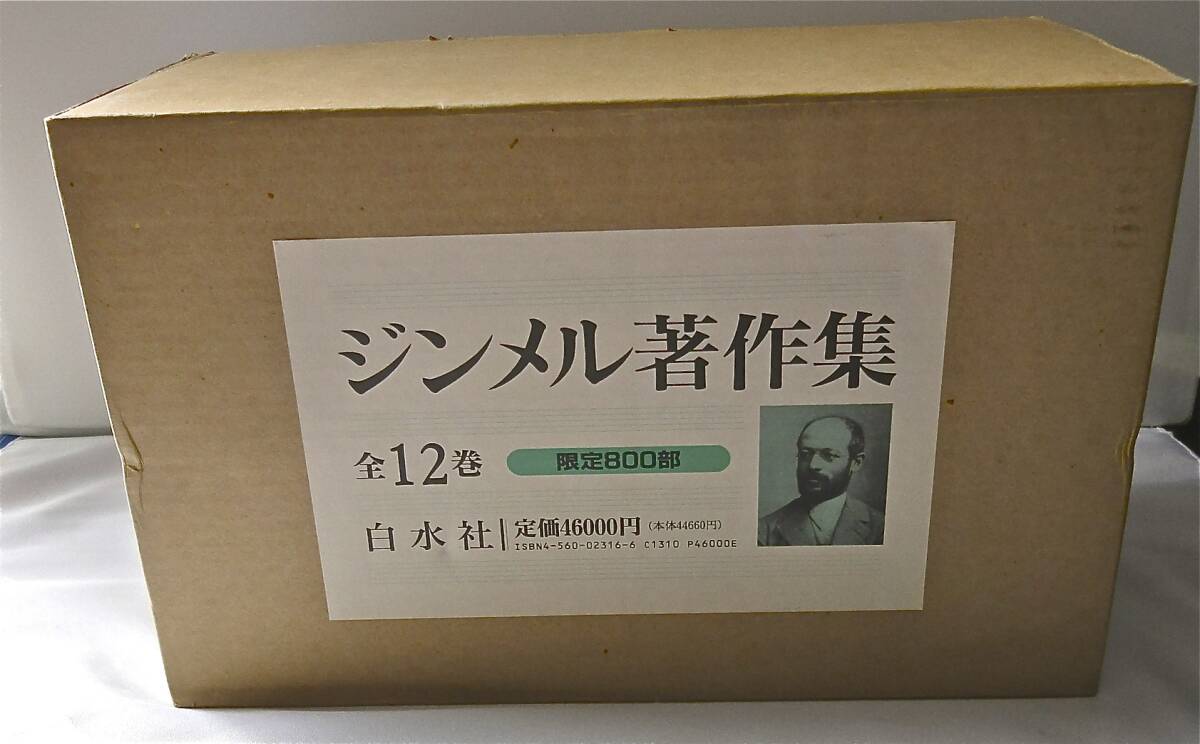 ジンメル著作集
全12巻 限定800部
白水社 定価46000円(本体44660円)
ISBN4-560-02316-6 C1310 P46000E